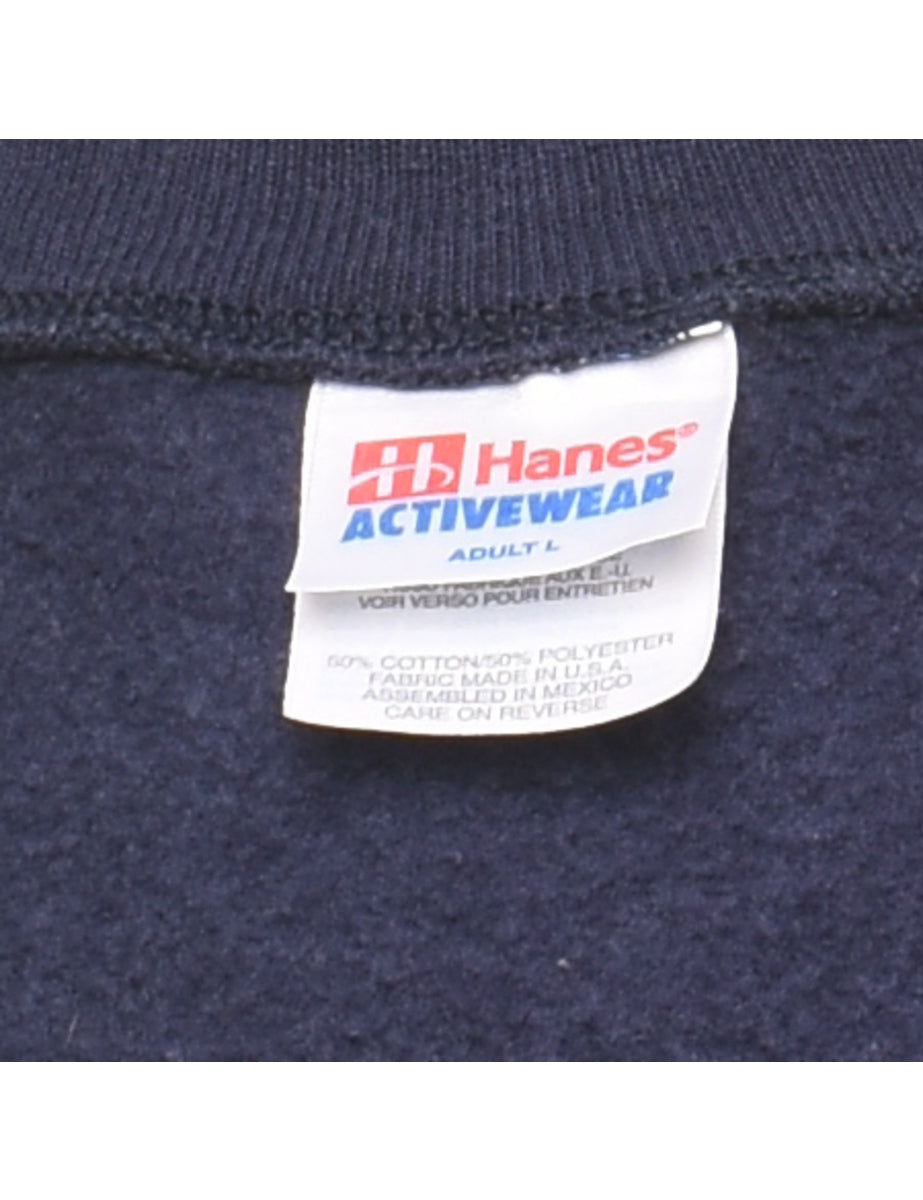 Hanes®
ACTIVEWEAR
ADULT L
AUX E.-U.
VOIR VERSO POUR ENTRETIEN
50% COTTON/50% POLYESTER
FABRIC MADE IN U.S.A.
ASSEMBLED IN MEXICO
CARE ON REVERSE